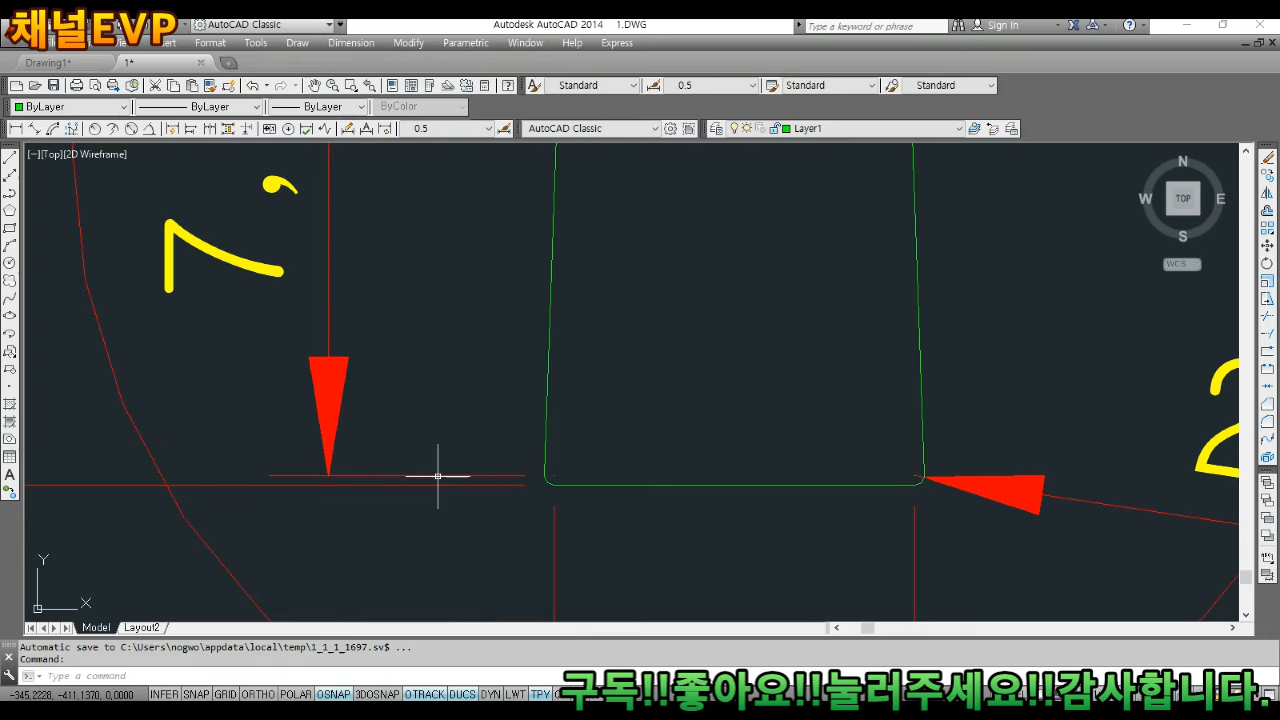 채널EVP
AutoCAD Classic
Autodesk AutoCAD 2014 1.DWG
Type a keyword or phrase
Sign In
Format Tools Draw Dimension Modify Parametric Window Help Express
Drawing1* 1*
Standard 0.5 Standard Standard
ByLayer ByLayer ByLayer ByColor
0.5 AutoCAD Classic Layer1
[−][Top][2D Wireframe]
N
W TOP E
S
WCS
7,
2
Y
X
Model Layout2
Automatic save to C:\Users\nogwo\appdata\local\temp\1_1_1_1697.sv$ ...
Command:
Type a command
-345.2228, -411.1370, 0.0000 INFER SNAP GRID ORTHO POLAR OSNAP 3DOSNAP OTRACK DUCS DYN LWT TPY
구독!!좋아요!!눌러주세요!!감사합니다.